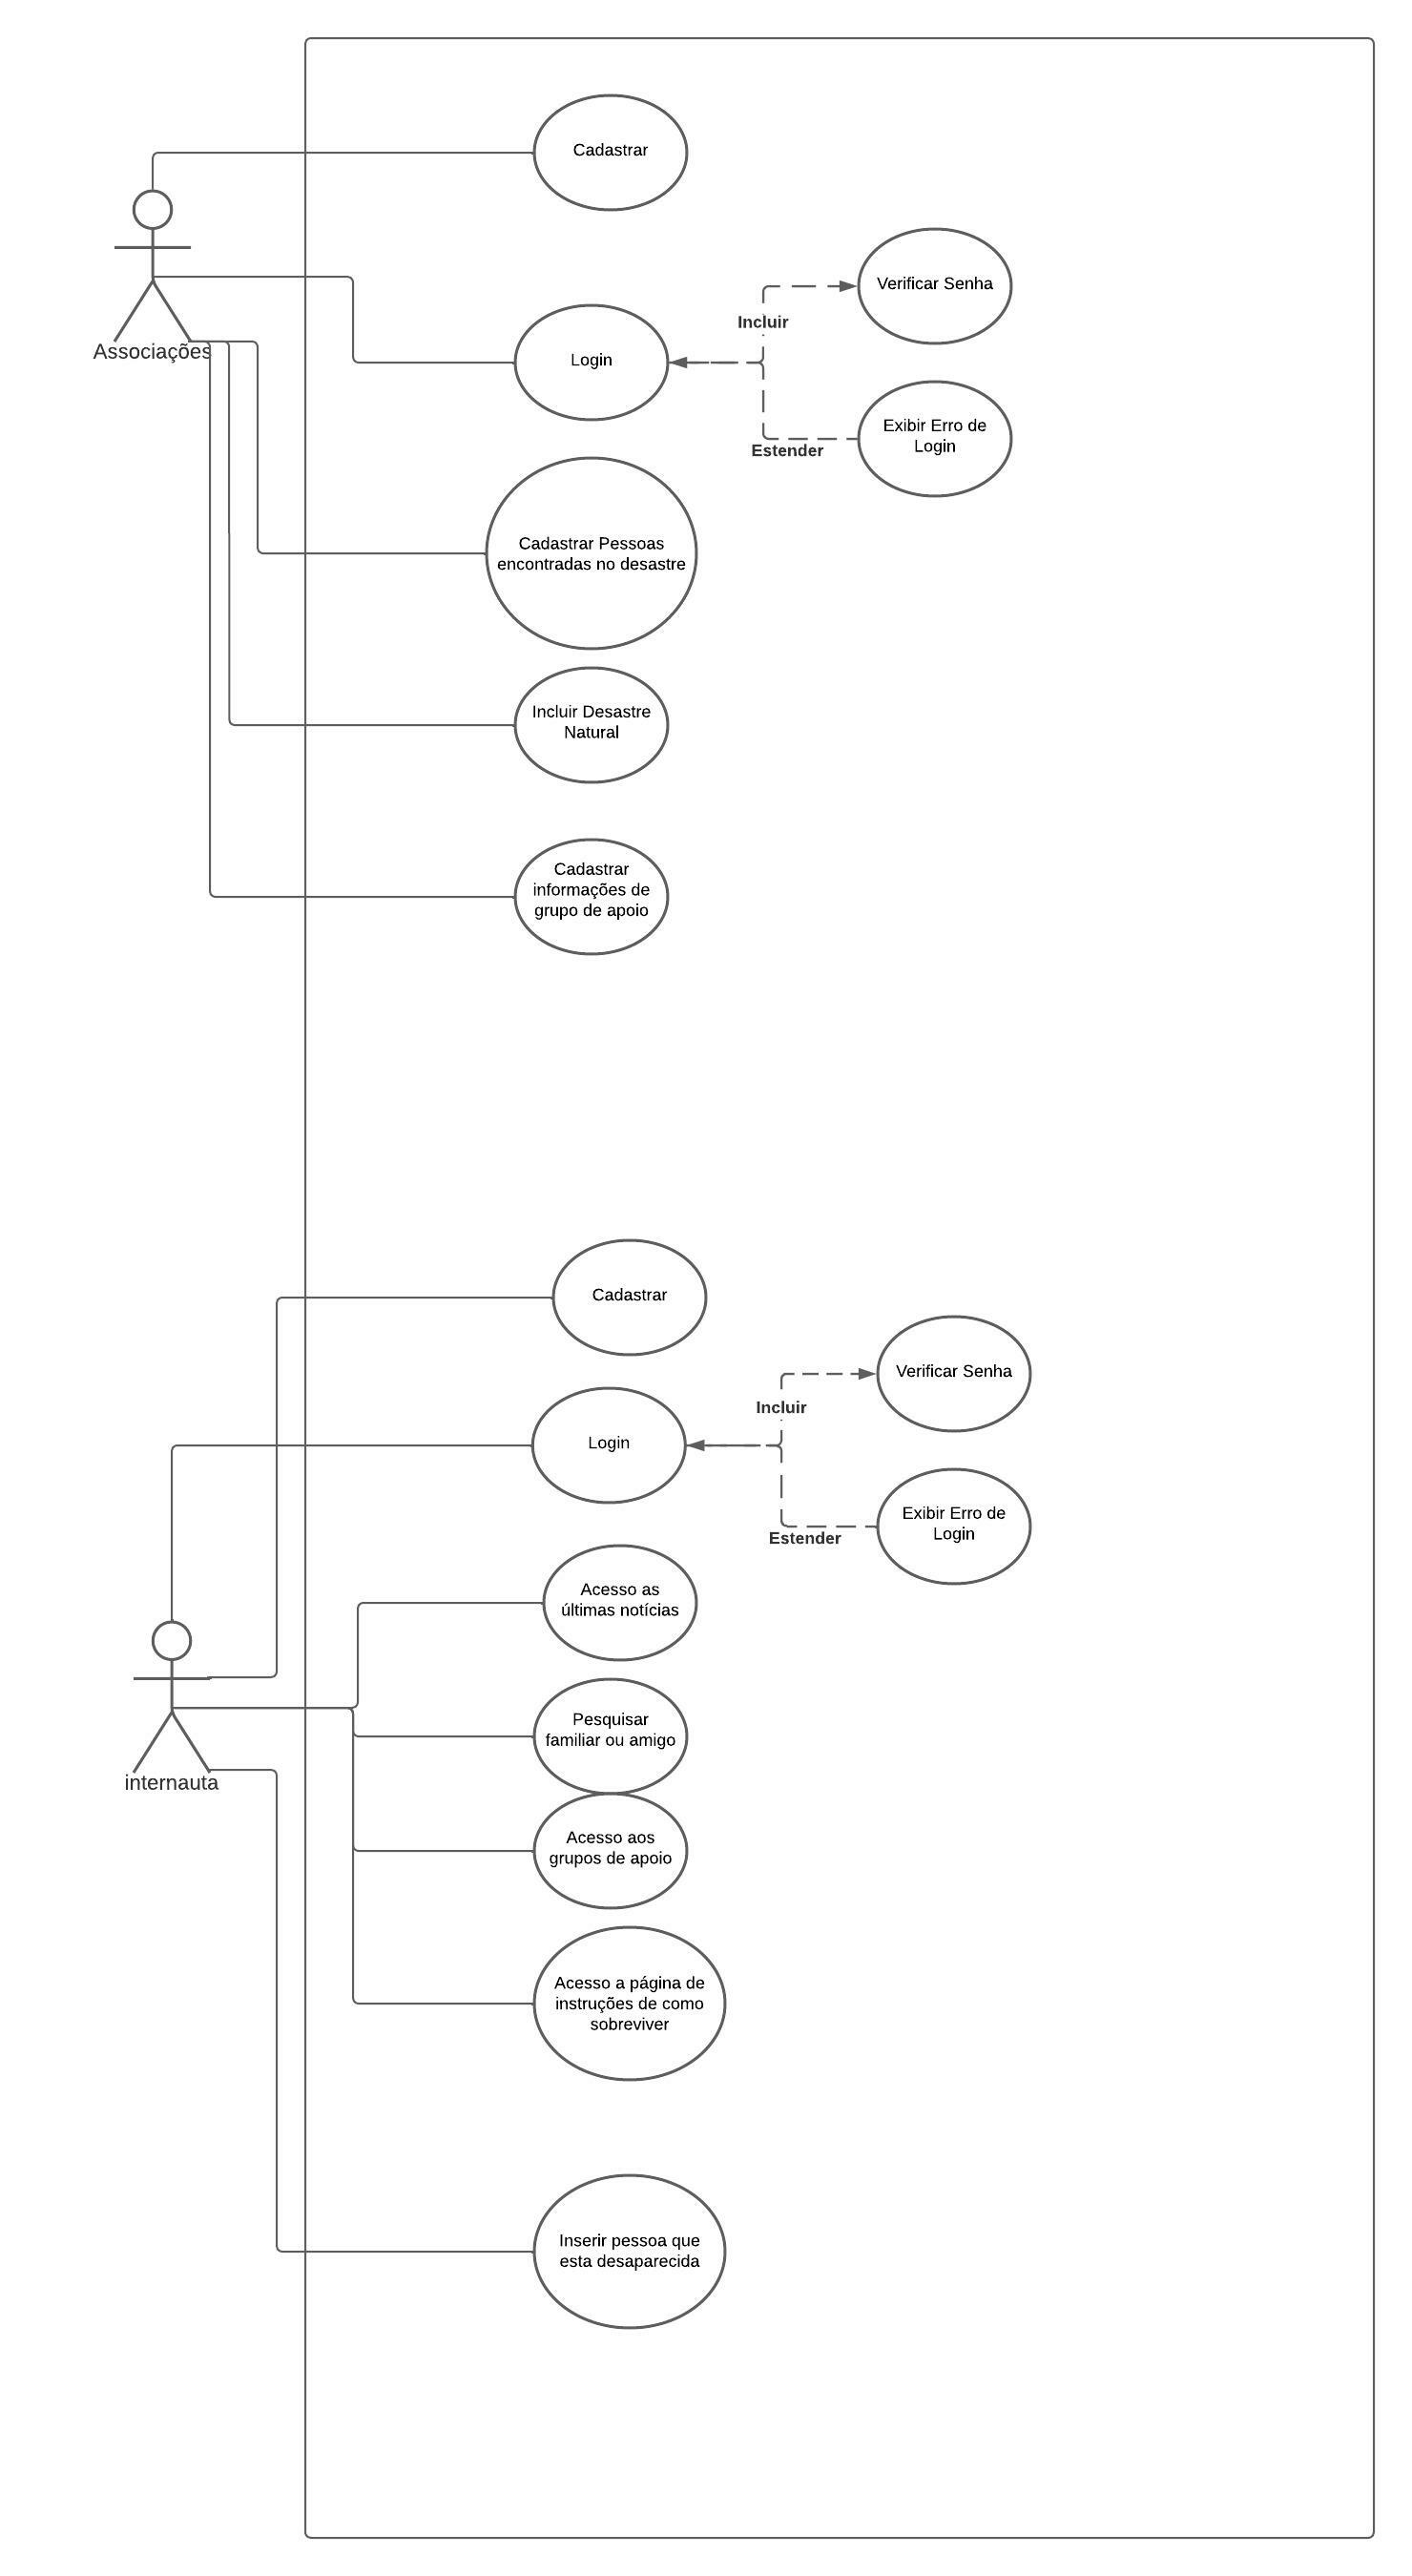 Cadastrar
Verificar Senha
Incluir
Associações
Login
Exibir Erro de
Login
Estender
Cadastrar Pessoas
encontradas no desastre
Incluir Desastre
Natural
Cadastrar
informações de
grupo de apoio
Cadastrar
Verificar Senha
Incluir
Login
Exibir Erro de
Login
Estender
Acesso as
últimas notícias
Pesquisar
familiar ou amigo
internauta
Acesso aos
grupos de apoio
Acesso a página de
instruções de como
sobreviver
Inserir pessoa que
esta desaparecida